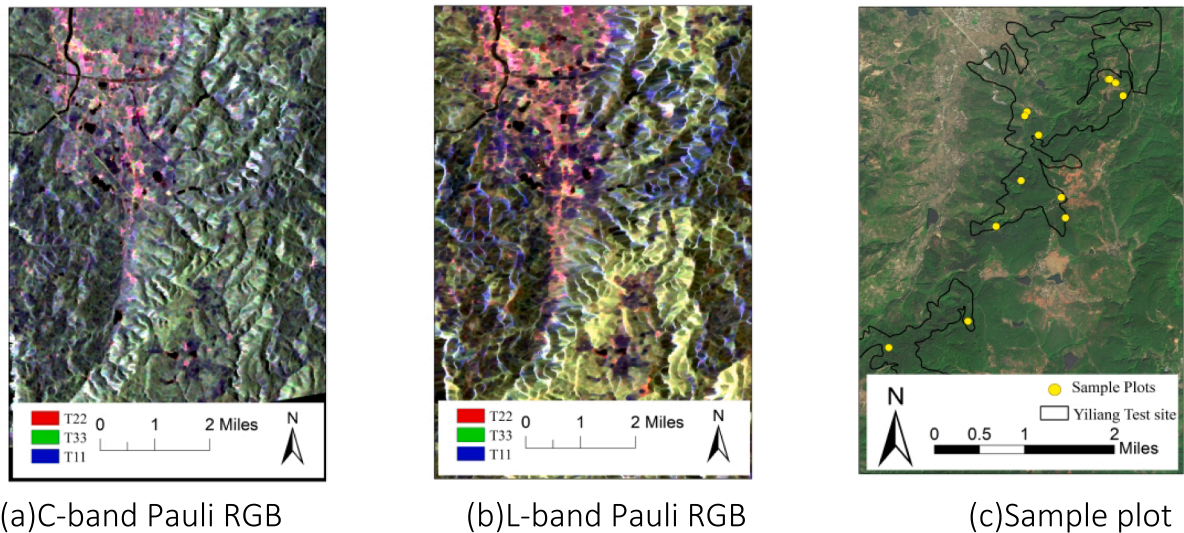 T22
T33
T11
0 1 2 Miles
N
(a)C-band Pauli RGB
T22
T33
T11
0 1 2 Miles
N
(b)L-band Pauli RGB
N
Sample Plots
Yiliang Test site
0 0.5 1 2
Miles
(c)Sample plot